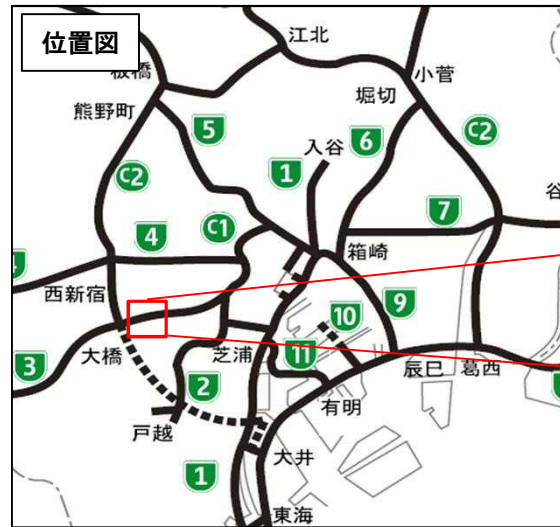 位置図
板橋
江北
小菅
熊野町
堀切
5
入谷
6
C2
1
C2
7
谷
4
C1
箱崎
西新宿
10
9
3
大橋
芝浦
11
辰巳
葛西
2
有明
戸越
大井
1
東海